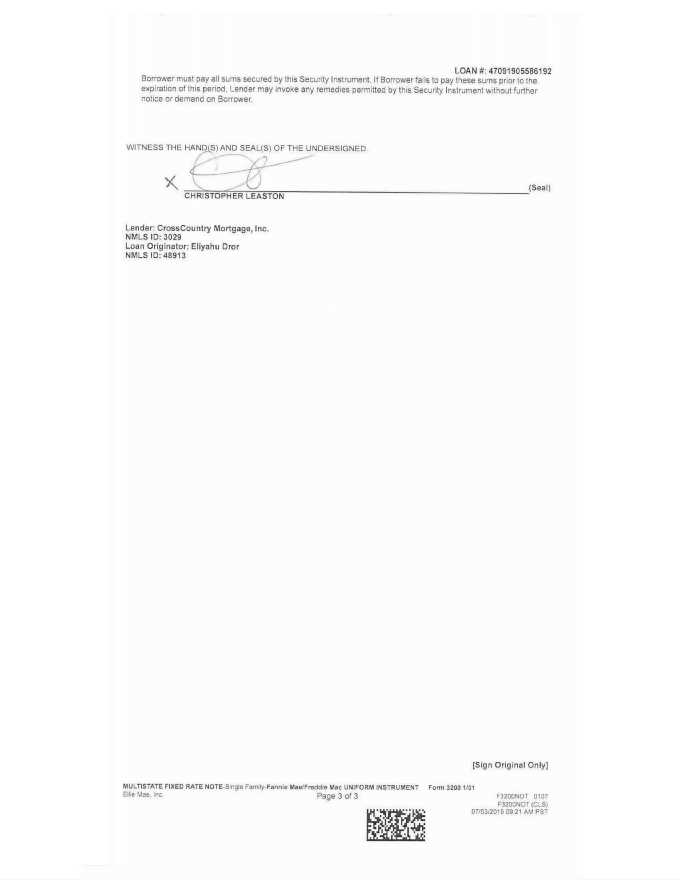 LOAN #: 47091905586192
Borrower must pay all sums secured by this Security Instrument. If Borrower fails to pay these sums prior to the
expiration of this period, Lender may invoke any remedies permitted by this Security Instrument without further
notice or demand on Borrower.
WITNESS THE HAND(S) AND SEAL(S) OF THE UNDERSIGNED.
X
(Seal)
CHRISTOPHER LEASTON
Lender: CrossCountry Mortgage, Inc.
NMLS ID: 3029
Loan Originator: Eliyahu Dror
NMLS ID: 48913
[Sign Original Only]
MULTISTATE FIXED RATE NOTE-Single Family-Fannie Mae/Freddie Mac UNIFORM INSTRUMENT Form 3200 1/01
Ellie Mae, Inc. Page 3 of 3 F3200NOT 0107
F3200NOT (CLS)
09:21 AM PST